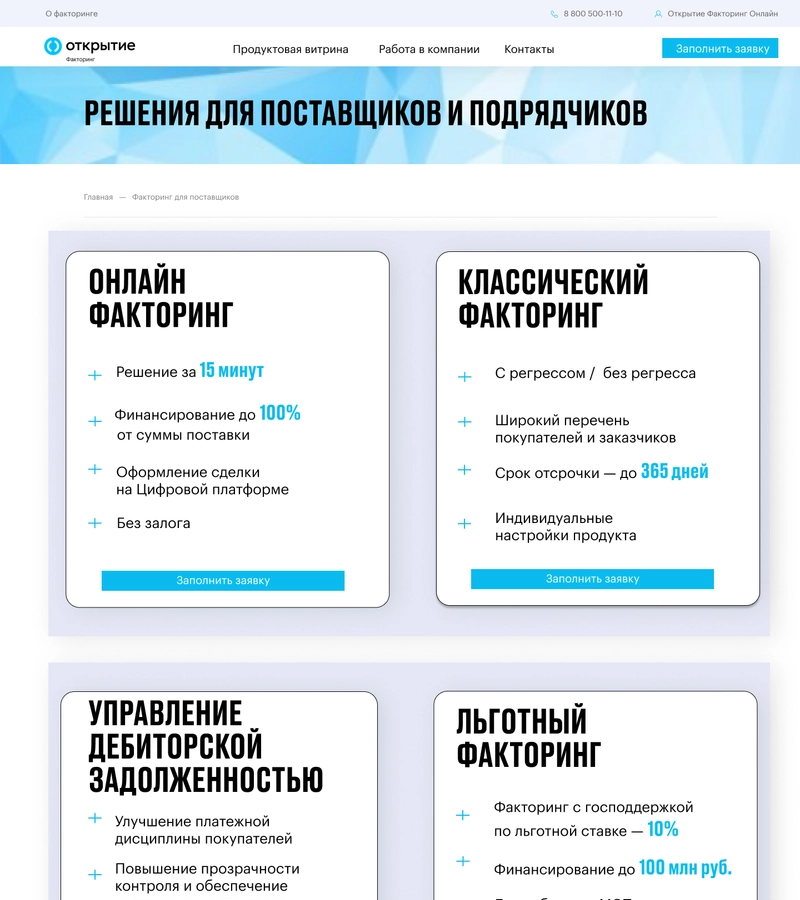 О факторинге
8 800 500-11-10
Открытие Факторинг Онлайн
открытие
Факторинг
Продуктовая витрина
Работа в компании
Контакты
Заполнить заявку
РЕШЕНИЯ ДЛЯ ПОСТАВЩИКОВ И ПОДРЯДЧИКОВ
Главная — Факторинг для поставщиков
ОНЛАЙН
ФАКТОРИНГ
Решение за 15 минут
Финансирование до 100%
от суммы поставки
Оформление сделки
на Цифровой платформе
Без залога
Заполнить заявку
КЛАССИЧЕСКИЙ
ФАКТОРИНГ
С регрессом / без регресса
Широкий перечень
покупателей и заказчиков
Срок отсрочки — до 365 дней
Индивидуальные
настройки продукта
Заполнить заявку
УПРАВЛЕНИЕ
ДЕБИТОРСКОЙ
ЗАДОЛЖЕННОСТЬЮ
Улучшение платежной
дисциплины покупателей
Повышение прозрачности
контроля и обеспечение
ЛЬГОТНЫЙ
ФАКТОРИНГ
Факторинг с господдержкой
по льготной ставке — 10%
Финансирование до 100 млн руб.